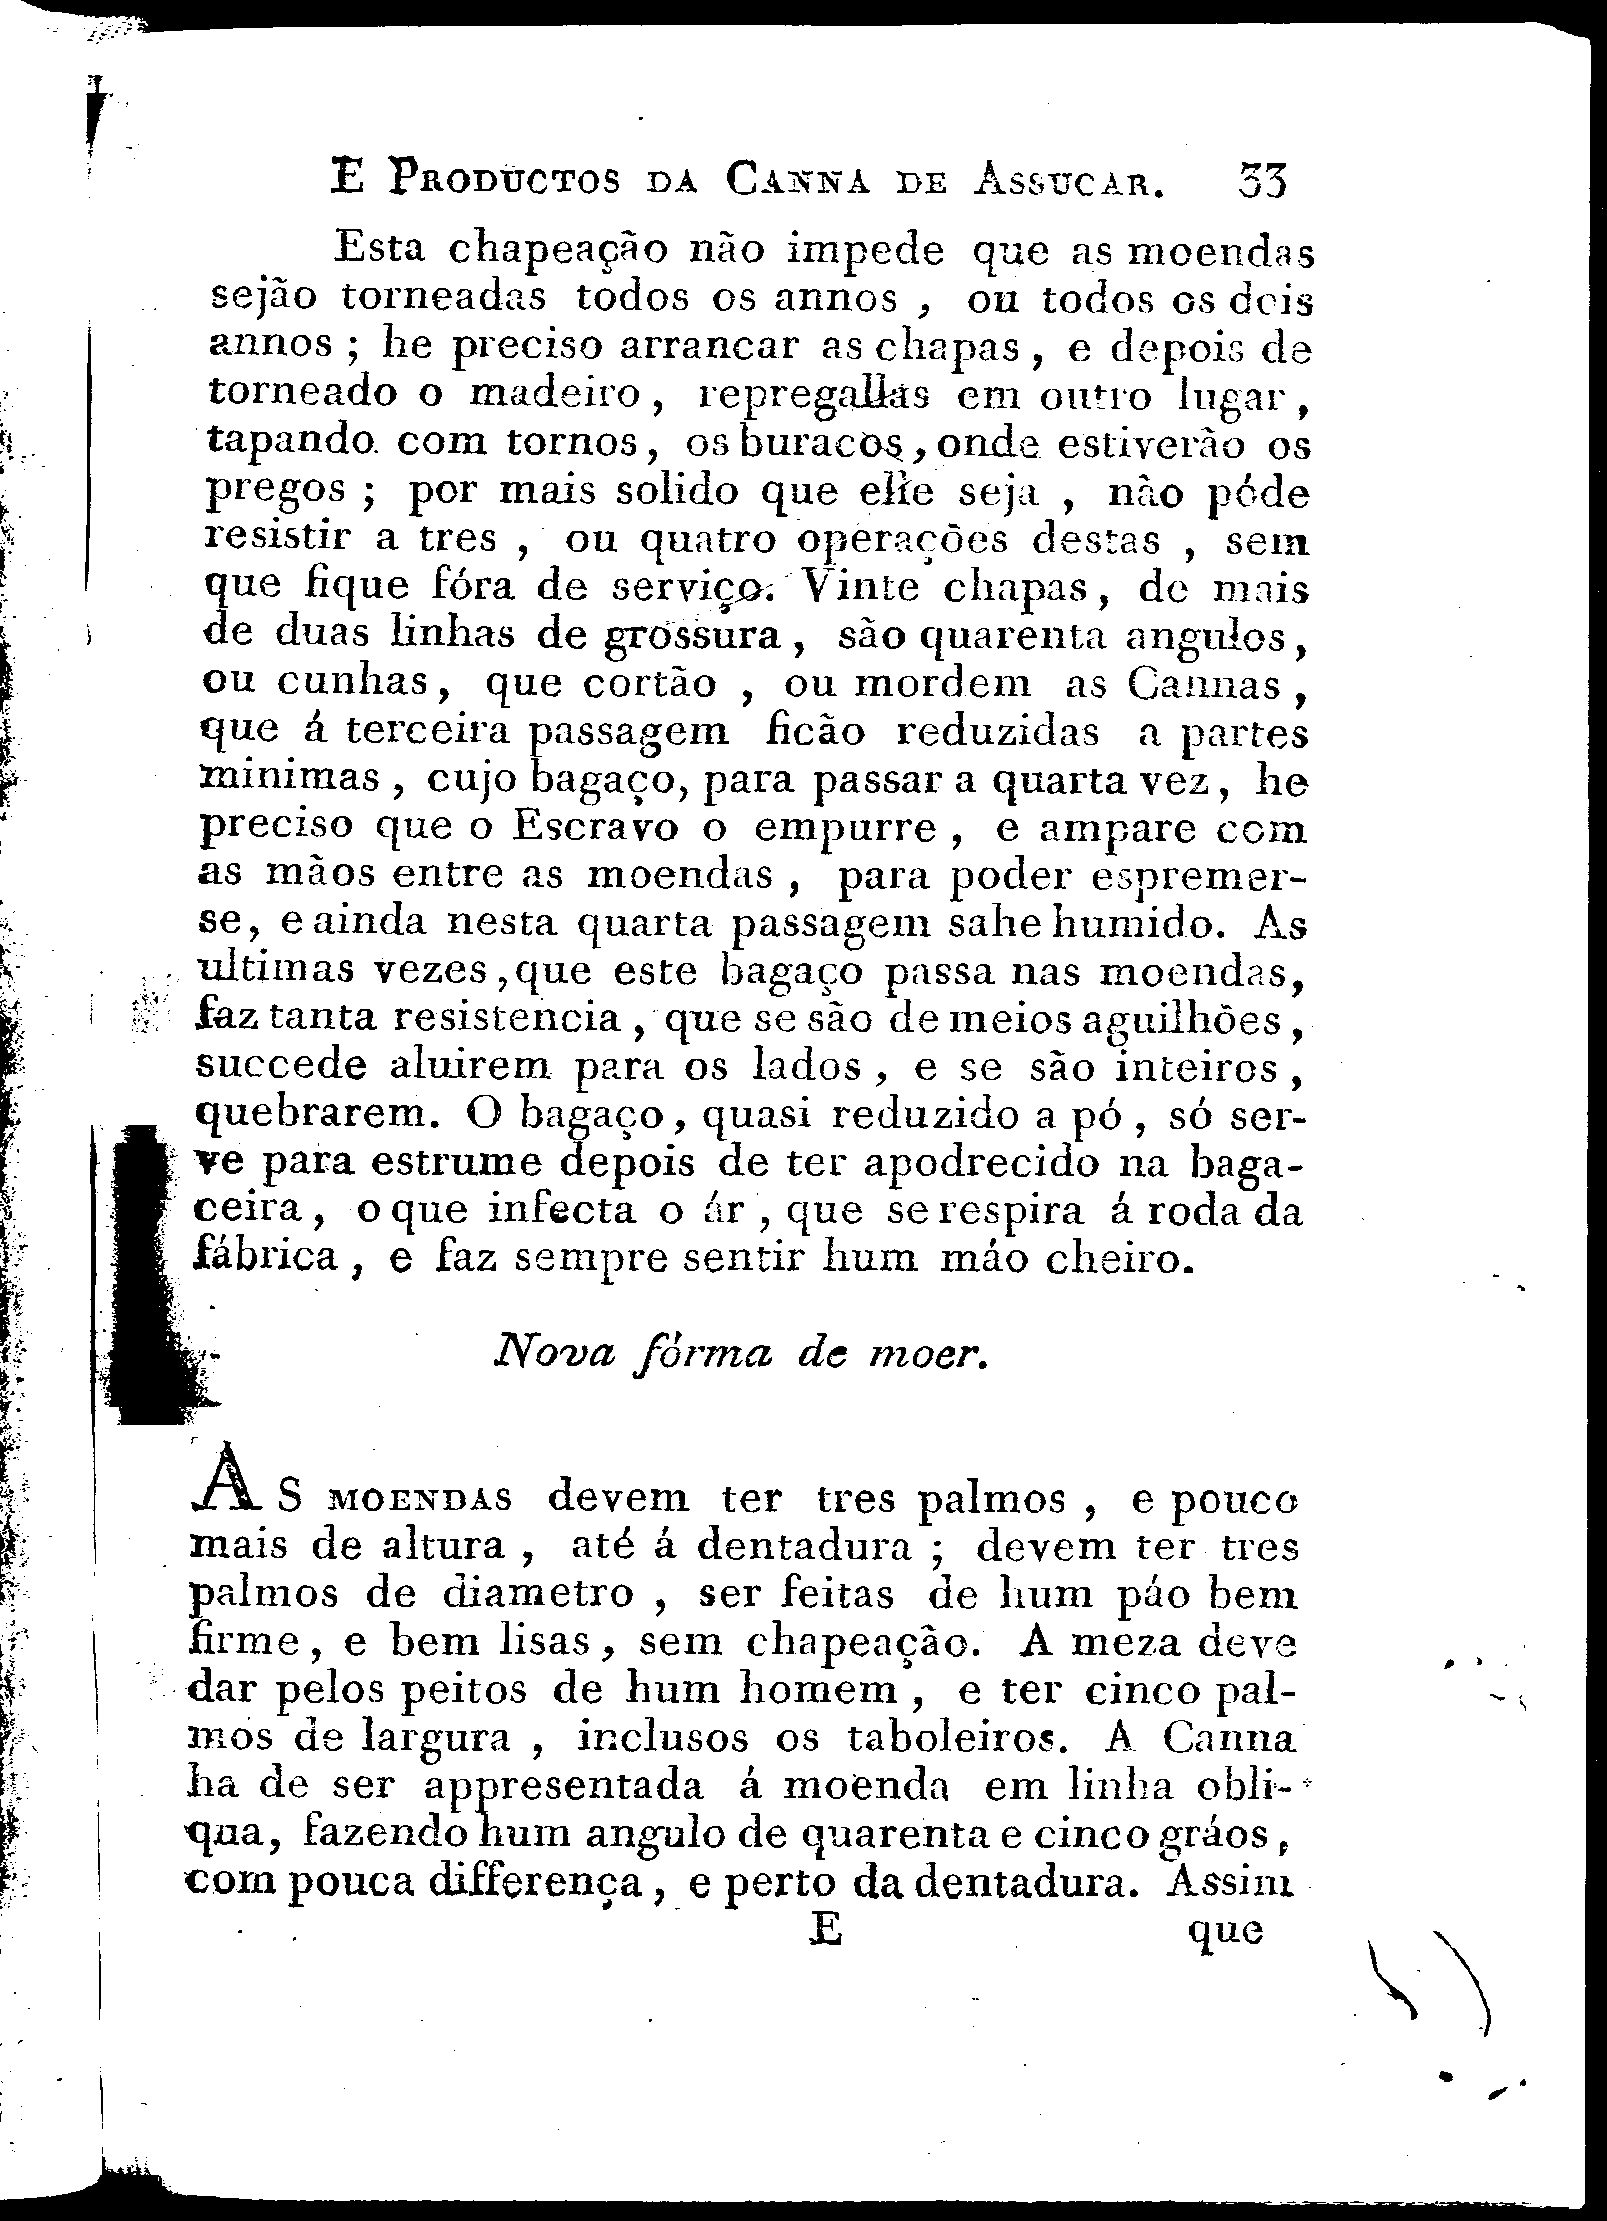 E PRODUCTOS DA CANNA DE ASSUCAR. 33
Esta chapeação não impede que as moendas
sejão torneadas todos os annos , ou todos os dois
annos ; he preciso arrancar as chapas , e depois de
torneado o madeiro , repregallas em outro lugar ,
tapando com tornos , os buracos , onde estiverão os
pregos ; por mais solido que elle seja , não póde
resistir a tres , ou quatro operações destas , sem
que fique fóra de serviço. Vinte chapas , de mais
de duas linhas de grossura , são quarenta angulos ,
ou cunhas , que cortão , ou mordem as Cannas ,
que á terceira passagem ficão reduzidas a partes
minimas , cujo bagaço, para passar a quarta vez , he
preciso que o Escravo o empurre , e ampare com
as mãos entre as moendas , para poder espremer-
se, e ainda nesta quarta passagem sahe humido. As
ultimas vezes , que este bagaço passa nas moendas,
faz tanta resistencia , que se são de meios aguilhões ,
succede aluirem para os lados , e se são inteiros ,
quebrarem. O bagaço , quasi reduzido a pó , só ser-
ve para estrume depois de ter apodrecido na baga-
ceira , o que infecta o ár , que se respira á roda da
fábrica , e faz sempre sentir hum máo cheiro.
Nova fórma de moer.
AS MOENDAS devem ter tres palmos , e pouco
mais de altura , até á dentadura ; devem ter tres
palmos de diametro , ser feitas de hum páo bem
firme , e bem lisas , sem chapeação. A meza deve
dar pelos peitos de hum homem , e ter cinco pal-
mos de largura , inclusos os taboleiros. A Canna
ha de ser appresentada á moenda em linha obli-
qua, fazendo hum angulo de quarenta e cinco gráos ,
com pouca differença , e perto da dentadura. Assim
E que